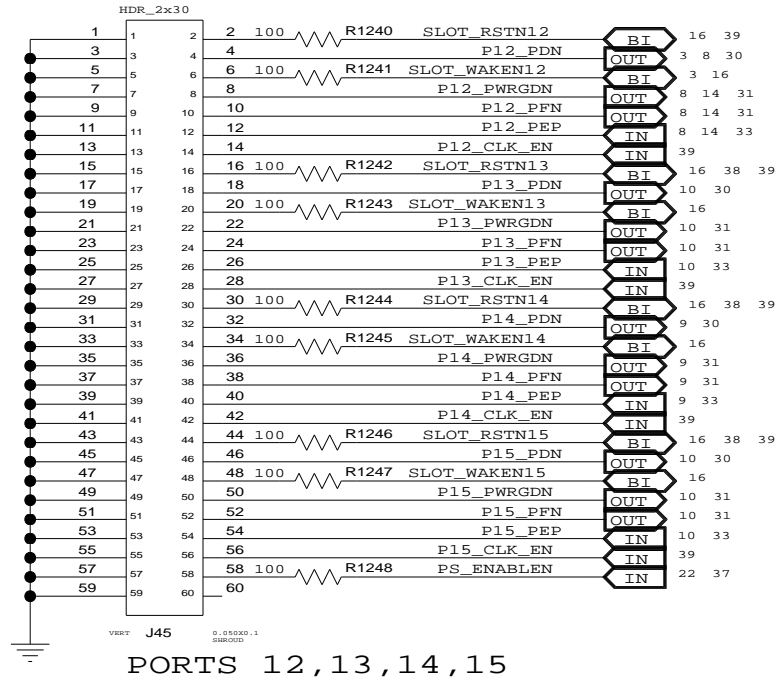 HDR_2x30
1 1 2 2 100 R1240 SLOT_RSTN12 BI 16 39
3 3 4 4 P12_PDN OUT 3 8 30
5 5 6 6 100 R1241 SLOT_WAKEN12 BI 3 16
7 7 8 8 P12_PWRGDN OUT 8 14 31
9 9 10 10 P12_PFN OUT 8 14 31
11 11 12 12 P12_PEP IN 8 14 33
13 13 14 14 P12_CLK_EN IN 39
15 15 16 16 100 R1242 SLOT_RSTN13 BI 16 38 39
17 17 18 18 P13_PDN OUT 10 30
19 19 20 20 100 R1243 SLOT_WAKEN13 BI 16
21 21 22 22 P13_PWRGDN OUT 10 31
23 23 24 24 P13_PFN OUT 10 31
25 25 26 26 P13_PEP IN 10 33
27 27 28 28 P13_CLK_EN IN 39
29 29 30 30 100 R1244 SLOT_RSTN14 BI 16 38 39
31 31 32 32 P14_PDN OUT 9 30
33 33 34 34 100 R1245 SLOT_WAKEN14 BI 16
35 35 36 36 P14_PWRGDN OUT 9 31
37 37 38 38 P14_PFN OUT 9 31
39 39 40 40 P14_PEP IN 9 33
41 41 42 42 P14_CLK_EN IN 39
43 43 44 44 100 R1246 SLOT_RSTN15 BI 16 38 39
45 45 46 46 P15_PDN OUT 10 30
47 47 48 48 100 R1247 SLOT_WAKEN15 BI 16
49 49 50 50 P15_PWRGDN OUT 10 31
51 51 52 52 P15_PFN OUT 10 31
53 53 54 54 P15_PEP IN 10 33
55 55 56 56 P15_CLK_EN IN 39
57 57 58 58 100 R1248 PS_ENABLEN IN 22 37
59 59 60 60
VERT J45 0.050X0.1
SHROUD
PORTS 12,13,14,15